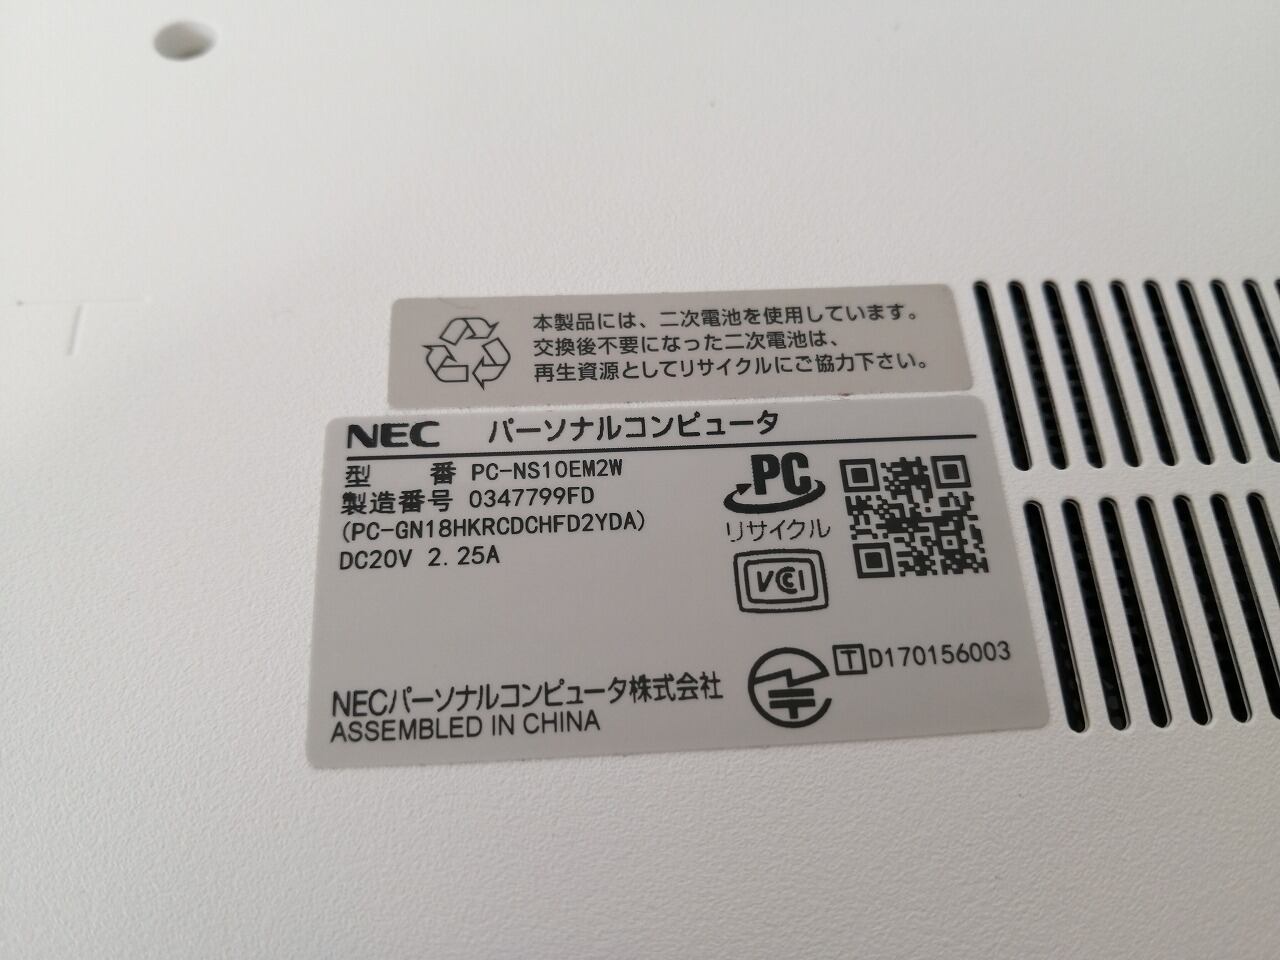 本製品には、二次電池を使用しています。
交換後不要になった二次電池は、
再生資源としてリサイクルにご協力下さい。
NEC パーソナルコンピュータ
型 番 PC-NS10EM2W
製造番号 0347799FD
(PC-GN18HKRCDCHFD2YDA)
DC20V 2.25A
PC
リサイクル
VCCI
T D170156003
NECパーソナルコンピュータ株式会社
ASSEMBLED IN CHINA